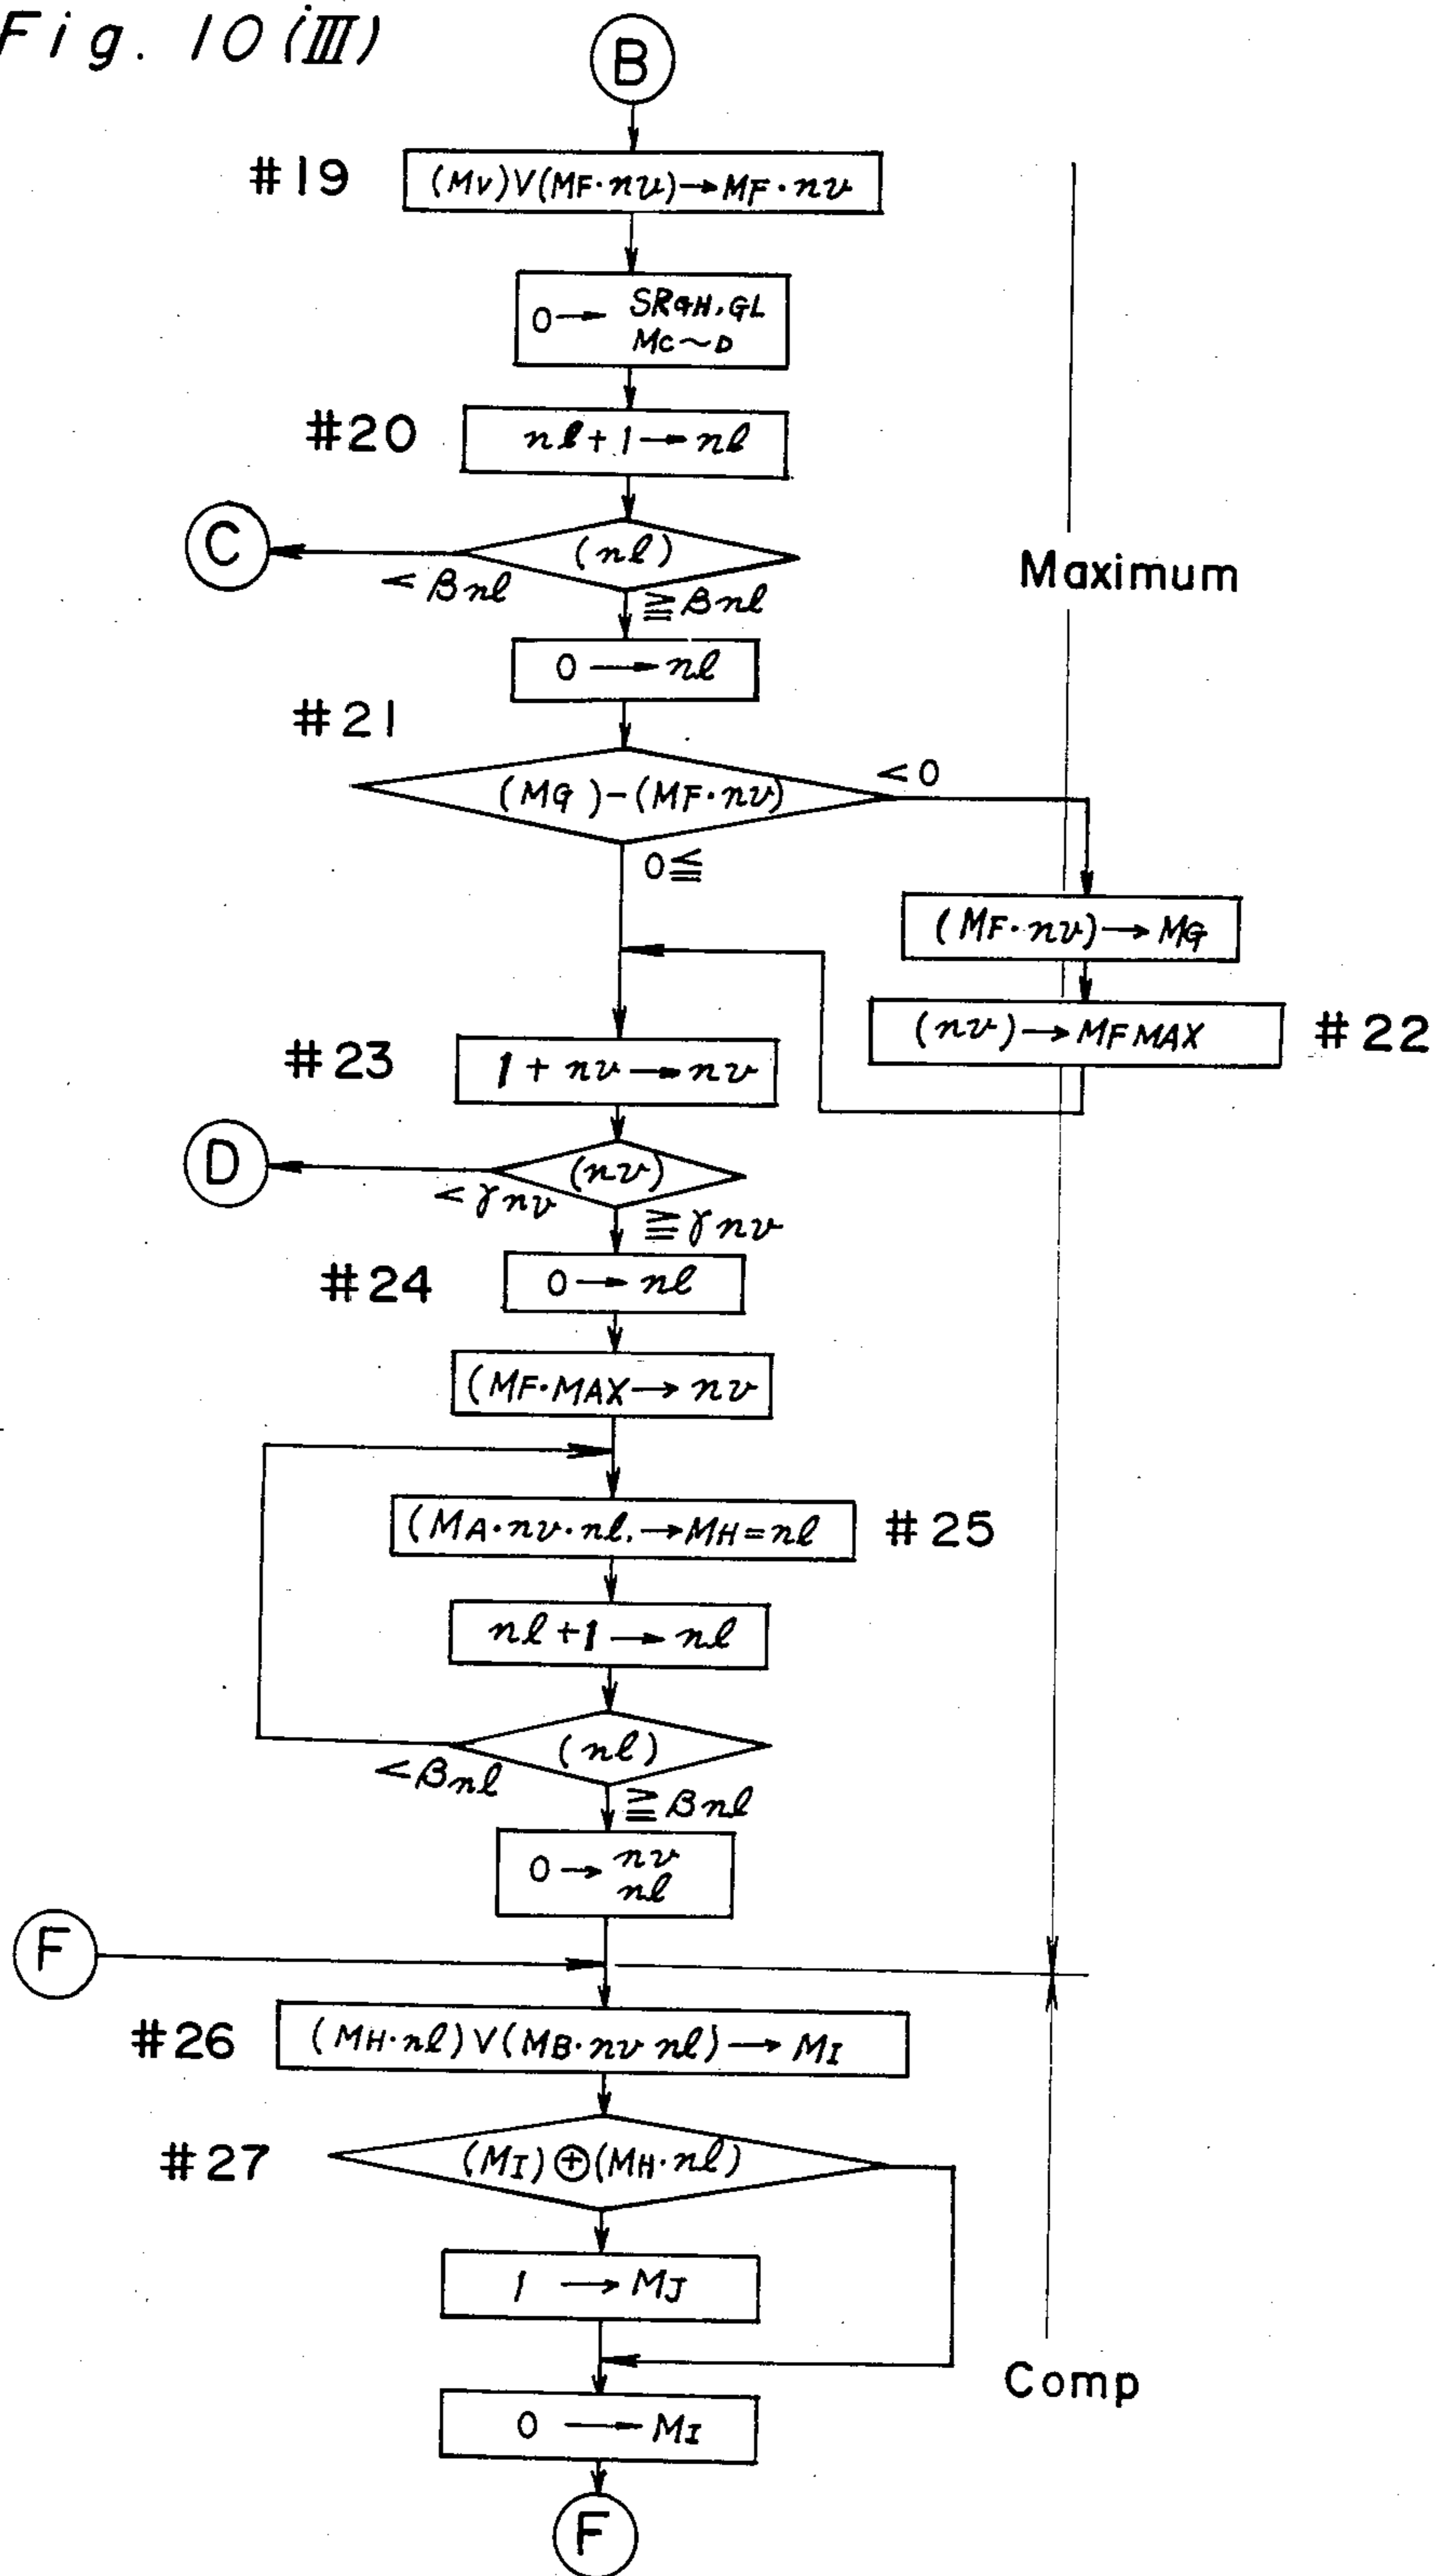 Fig. 10 (iii)
B
#19
(Mv)V(MF·nv)→MF·nv
0→ SRGH,GL
Mc~D
#20
nl+1→nl
C
(nl)
<βnl
≧βnl
Maximum
0→nl
#21
(MG)-(MF·nv)
<0
0≦
(MF·nv)→MG
(nv)→MFMAX
#22
#23
1+nv→nv
D
(nv)
<γnv
≧γnv
#24
0→nl
(MF·MAX→nv
(MA·nv·nl.→MH=nl
#25
nl+1→nl
(nl)
<βnl
≧βnl
0→ nv
nl
F
#26
(MH·nl)V(MB·nv nl)→MI
#27
(MI)⊕(MH·nl)
1→MJ
Comp
0→MI
F